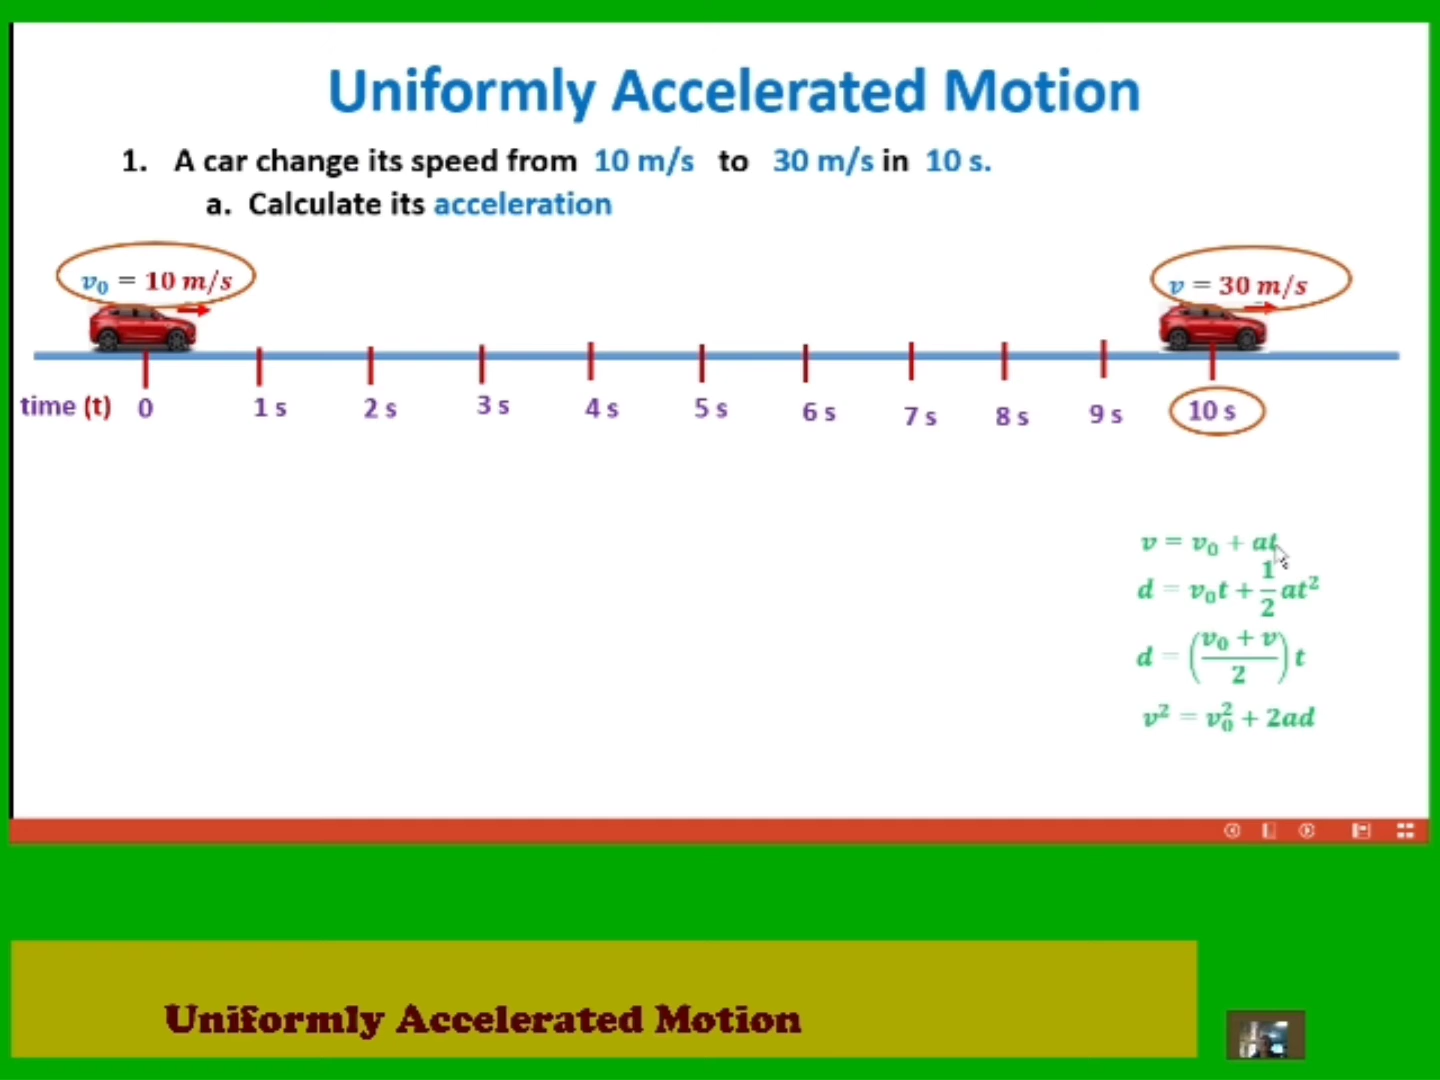 Uniformly Accelerated Motion
1. A car change its speed from 10 m/s to 30 m/s in 10 s.
a. Calculate its acceleration
v₀ = 10 m/s
v = 30 m/s
time (t) 0 1 s 2 s 3 s 4 s 5 s 6 s 7 s 8 s 9 s 10 s
v = v₀ + at
d = v₀t + 1/2 at²
d = ((v₀ + v)/2) t
v² = v₀² + 2ad
Uniformly Accelerated Motion